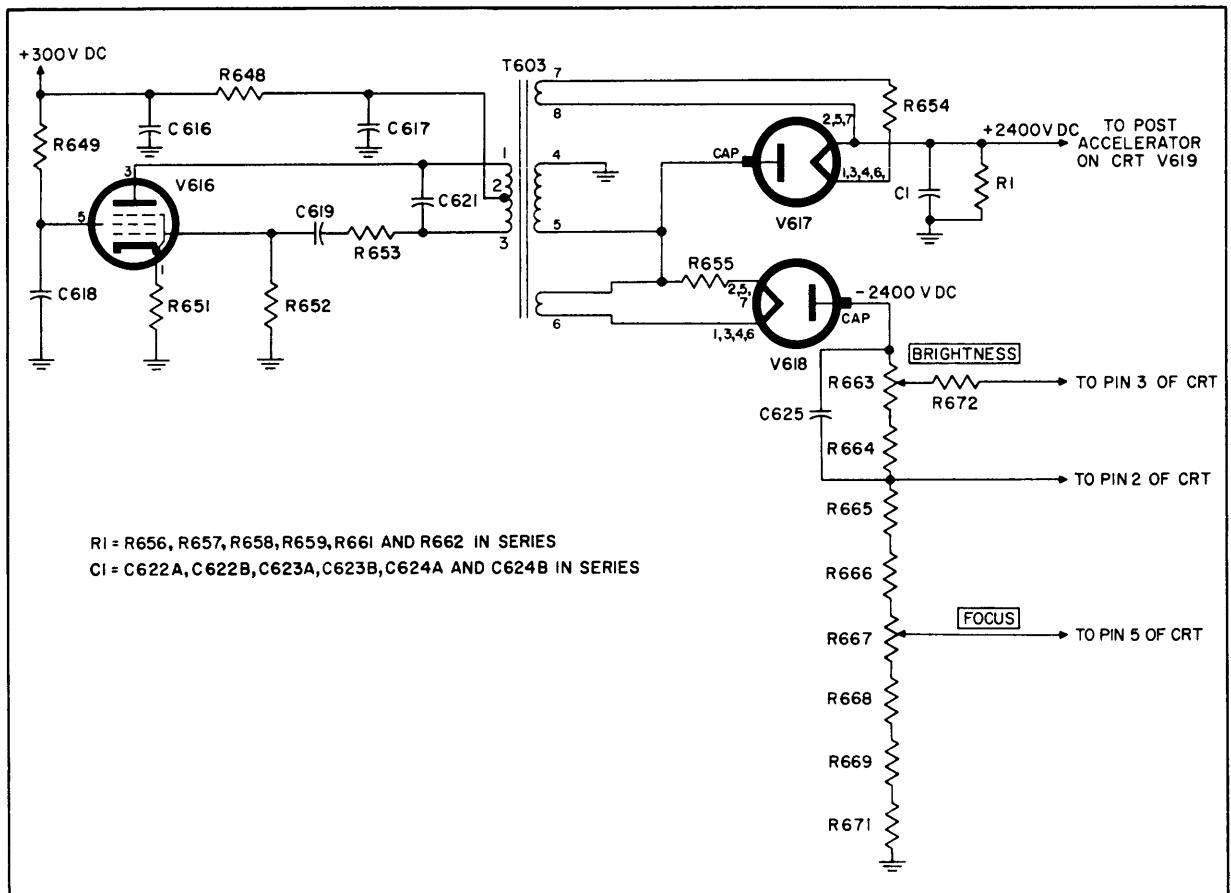 +300V DC
R648
T603
7
8
R654
C616
C617
R649
2,5,7
+2400V DC
TO POST
ACCELERATOR
ON CRT V619
CAP
1,3,4,6,
V617
C1
R1
3
V616
5
1
1
2
3
C621
4
5
C619
R653
C618
R651
R652
R655
2,5,
7
1,3,4,6
6
V618
-2400 V DC
CAP
BRIGHTNESS
R663
R672
TO PIN 3 OF CRT
C625
R664
TO PIN 2 OF CRT
R665
R666
FOCUS
R667
TO PIN 5 OF CRT
R668
R669
R671
R1 = R656, R657, R658, R659, R661 AND R662 IN SERIES
C1 = C622A, C622B, C623A, C623B, C624A AND C624B IN SERIES